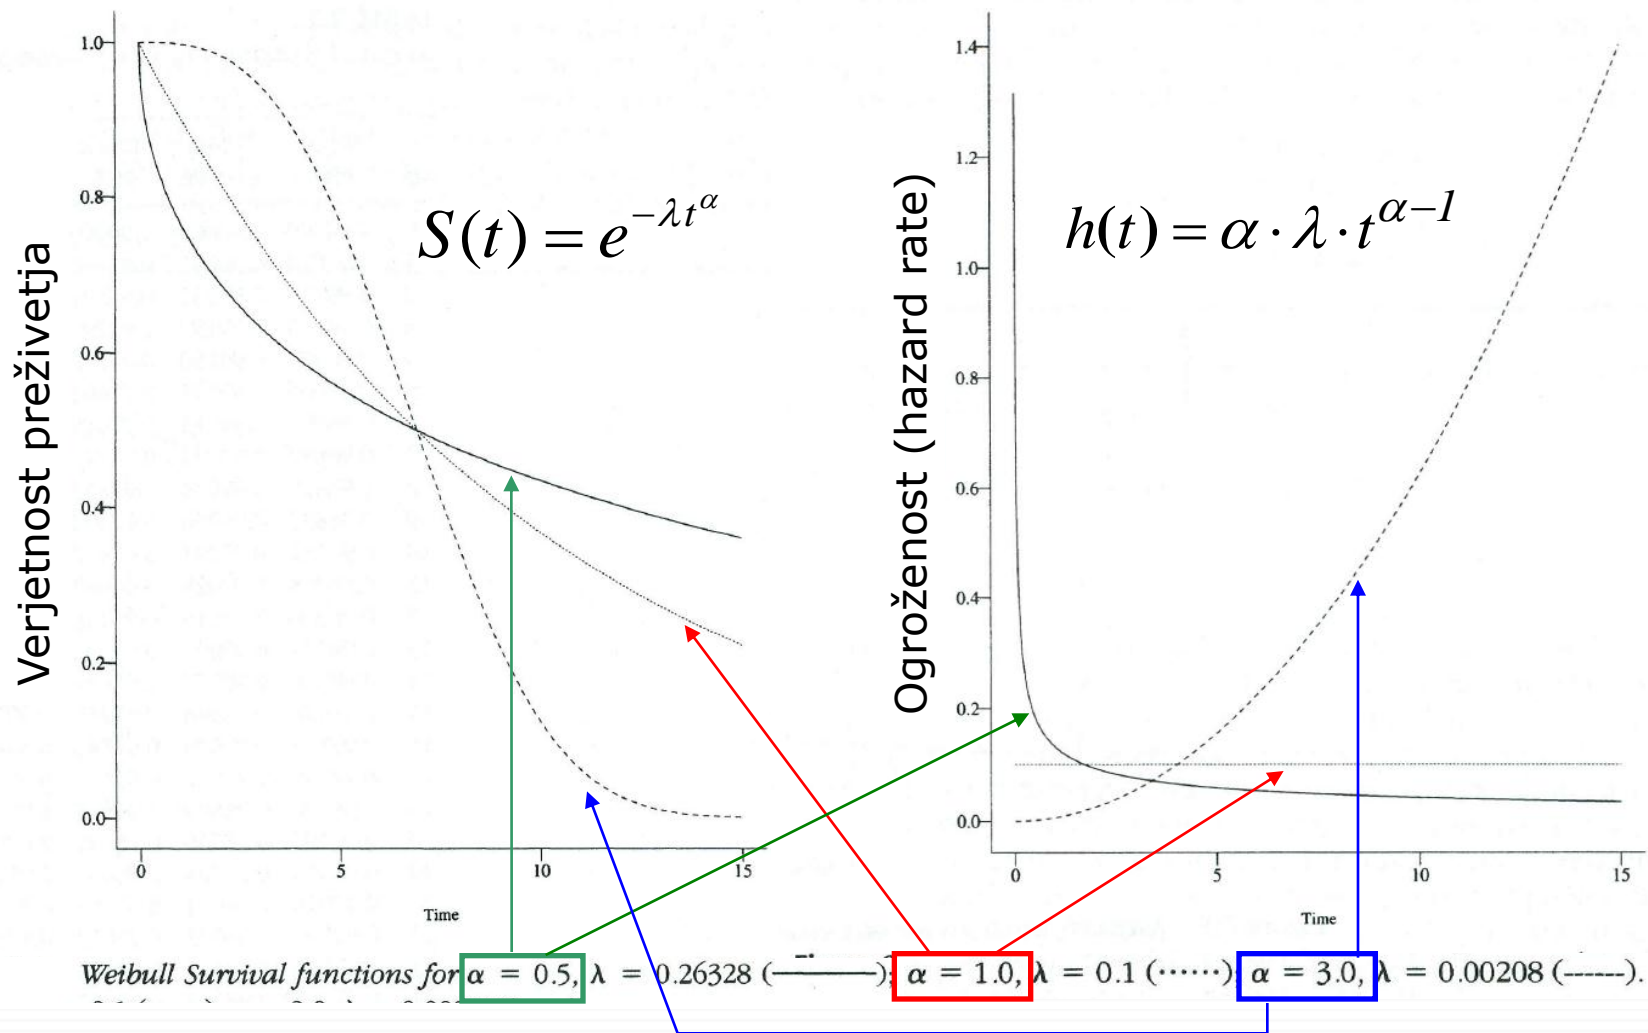 Verjetnost preživetja
1.0
0.8
0.6
0.4
0.2
0.0
S(t) = e^{-λt^α}
0 5 10 15
Time
Ogroženost (hazard rate)
1.4
1.2
1.0
0.8
0.6
0.4
0.2
0.0
h(t) = α · λ · t^{α-1}
0 5 10 15
Time
Weibull Survival functions for α = 0.5, λ = 0.26328 (———); α = 1.0, λ = 0.1 (······); α = 3.0, λ = 0.00208 (------).